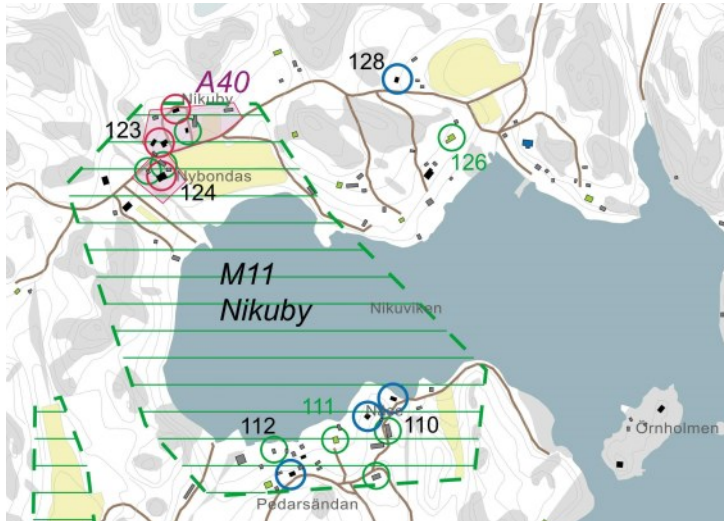 128
A40
Nikuby
123
126
Nybondas
124
M11
Nikuby
Nikuviken
111
112
110
Örnholmen
Pedarsändan